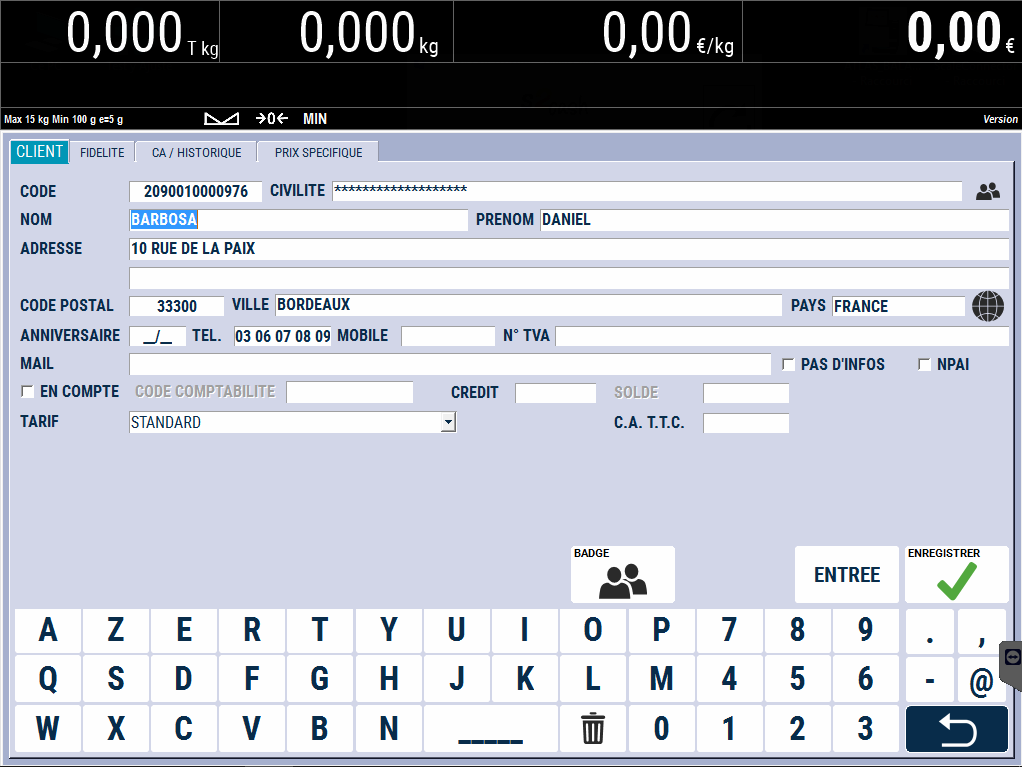 0,000 T kg 0,000 kg 0,00 €/kg 0,00 €
Max 15 kg Min 100 g e=5 g →0← MIN Version
CLIENT FIDELITE CA / HISTORIQUE PRIX SPECIFIQUE
CODE 2090010000976 CIVILITE *******************
NOM BARBOSA PRENOM DANIEL
ADRESSE 10 RUE DE LA PAIX
CODE POSTAL 33300 VILLE BORDEAUX PAYS FRANCE
ANNIVERSAIRE __/__ TEL. 03 06 07 08 09 MOBILE N° TVA
MAIL PAS D'INFOS NPAI
EN COMPTE CODE COMPTABILITE CREDIT SOLDE
TARIF STANDARD C.A. T.T.C.
BADGE ENTREE ENREGISTRER
A Z E R T Y U I O P 7 8 9 . ,
Q S D F G H J K L M 4 5 6 - @
W X C V B N _____ 0 1 2 3